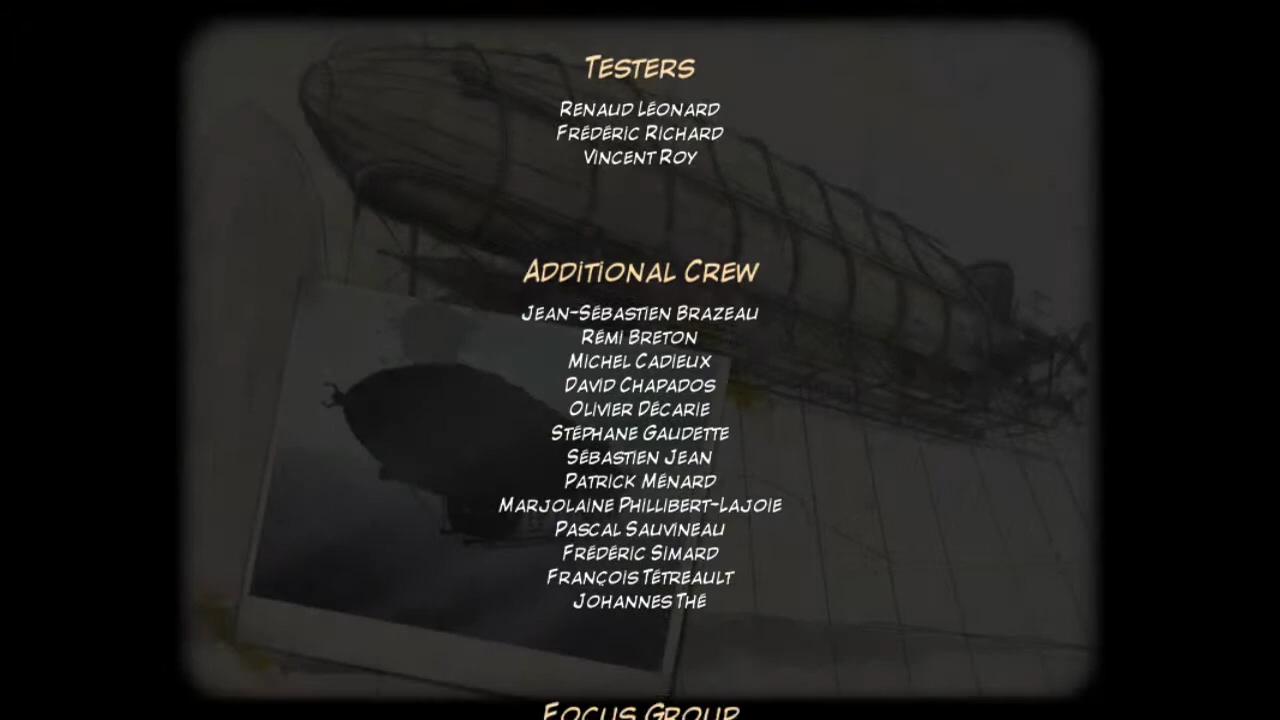 TESTERS
RENAUD LÉONARD
FRÉDÉRIC RICHARD
VINCENT ROY
ADDITIONAL CREW
JEAN-SÉBASTIEN BRAZEAU
RÉMI BRETON
MICHEL CADIEUX
DAVID CHAPADOS
OLIVIER DÉCARIE
STÉPHANE GAUDETTE
SÉBASTIEN JEAN
PATRICK MÉNARD
MARJOLAINE PHILLIBERT-LAJOIE
PASCAL SAUVINEAU
FRÉDÉRIC SIMARD
FRANÇOIS TÉTREAULT
JOHANNES THÉ
FOCUS GROUP